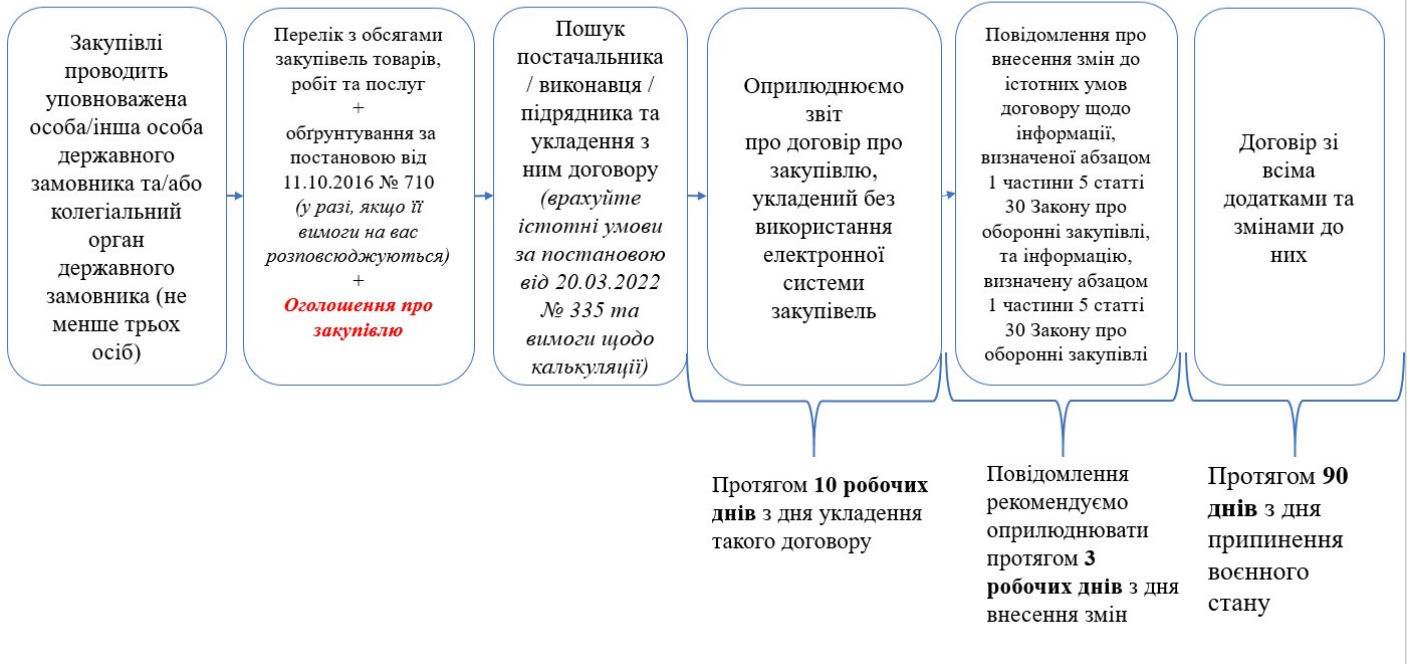 Закупівлі
проводить
уповноважена
особа/інша особа
державного
замовника та/або
колегіальний
орган
державного
замовника (не
менше трьох
осіб)
Перелік з обсягами
закупівель товарів,
робіт та послуг
+
обґрунтування за
постановою від
11.10.2016 № 710
(у разі, якщо її
вимоги на вас
розповсюджуються)
+
Оголошення про
закупівлю
Пошук
постачальника
/ виконавця /
підрядника та
укладення з
ним договору
(врахуйте
істотні умови
за постановою
від 20.03.2022
№ 335 та
вимоги щодо
калькуляції)
Оприлюднюємо
звіт
про договір про
закупівлю,
укладений без
використання
електронної
системи
закупівель
Повідомлення про
внесення змін до
істотних умов
договору щодо
інформації,
визначеної абзацом
1 частини 5 статті
30 Закону про
оборонні закупівлі,
та інформацію,
визначену абзацом
1 частини 5 статті
30 Закону про
оборонні закупівлі
Договір зі
всіма
додатками та
змінами до
них
Протягом 10 робочих
днів з дня укладення
такого договору
Повідомлення
рекомендуємо
оприлюднювати
протягом 3
робочих днів з дня
внесення змін
Протягом 90
днів з дня
припинення
воєнного
стану